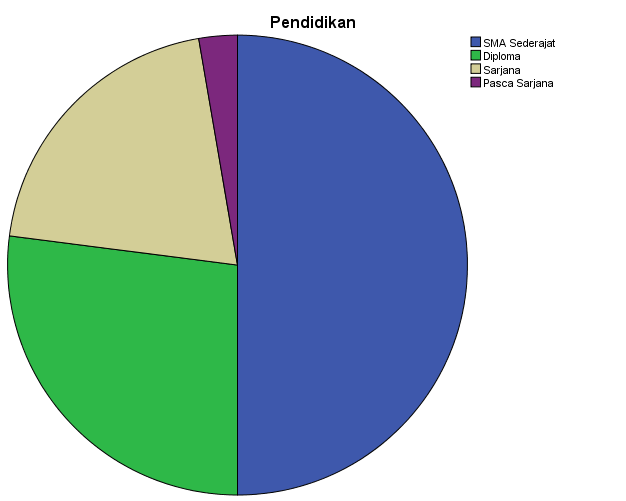 Pendidikan
SMA Sederajat
Diploma
Sarjana
Pasca Sarjana